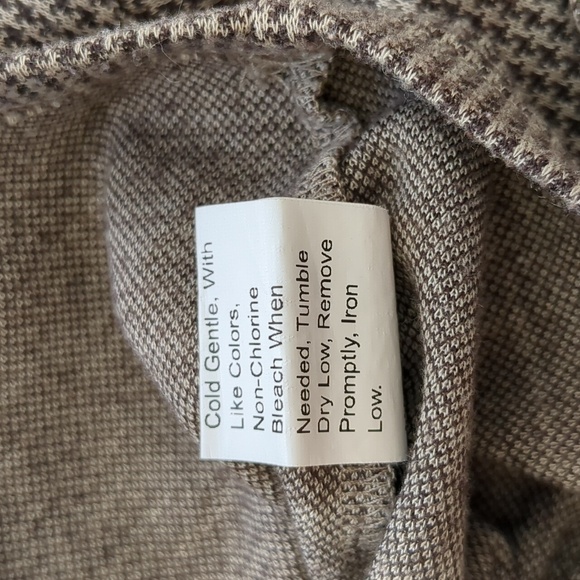 Cold Gentle, With
Like Colors,
Non-Chlorine
Bleach When
Needed, Tumble
Dry Low, Remove
Promptly, Iron
Low.